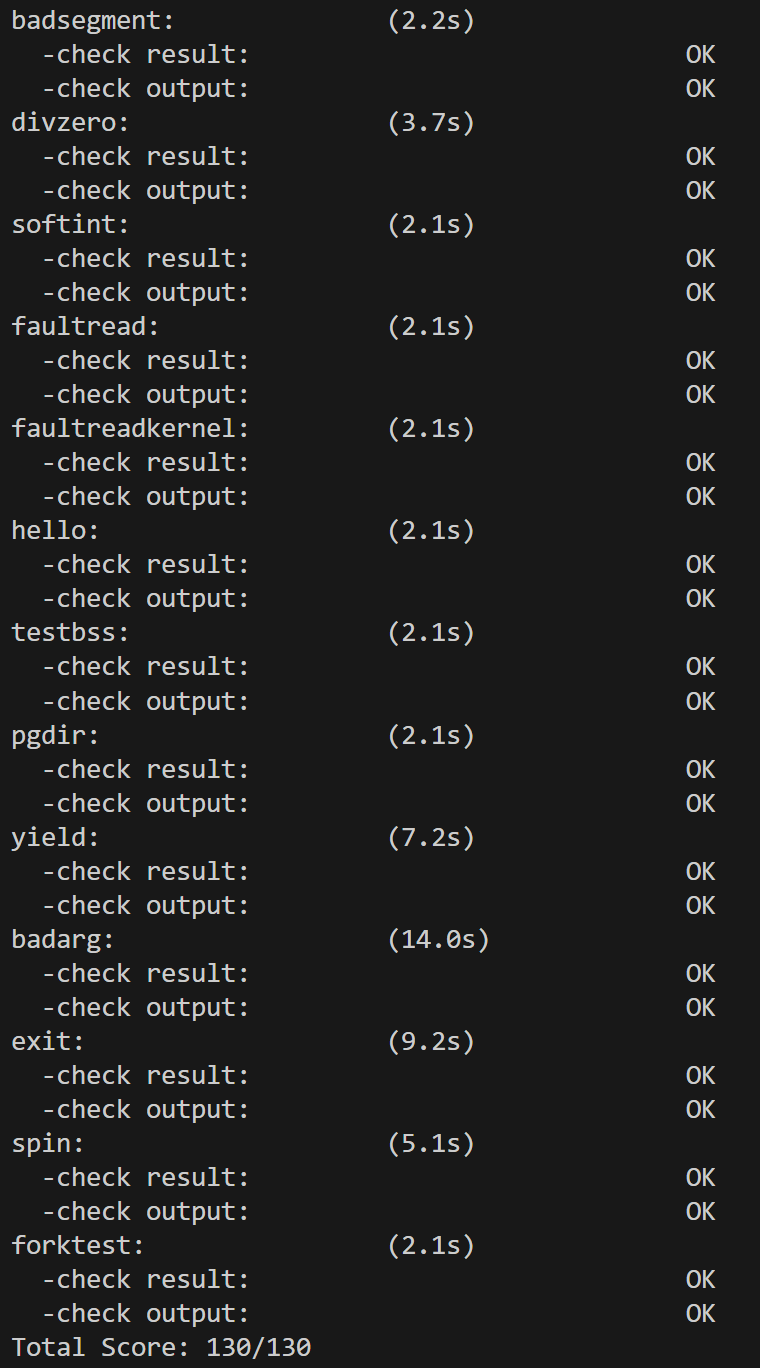 badsegment: (2.2s)
-check result: OK
-check output: OK
divzero: (3.7s)
-check result: OK
-check output: OK
softint: (2.1s)
-check result: OK
-check output: OK
faultread: (2.1s)
-check result: OK
-check output: OK
faultreadkernel: (2.1s)
-check result: OK
-check output: OK
hello: (2.1s)
-check result: OK
-check output: OK
testbss: (2.1s)
-check result: OK
-check output: OK
pgdir: (2.1s)
-check result: OK
-check output: OK
yield: (7.2s)
-check result: OK
-check output: OK
badarg: (14.0s)
-check result: OK
-check output: OK
exit: (9.2s)
-check result: OK
-check output: OK
spin: (5.1s)
-check result: OK
-check output: OK
forktest: (2.1s)
-check result: OK
-check output: OK
Total Score: 130/130